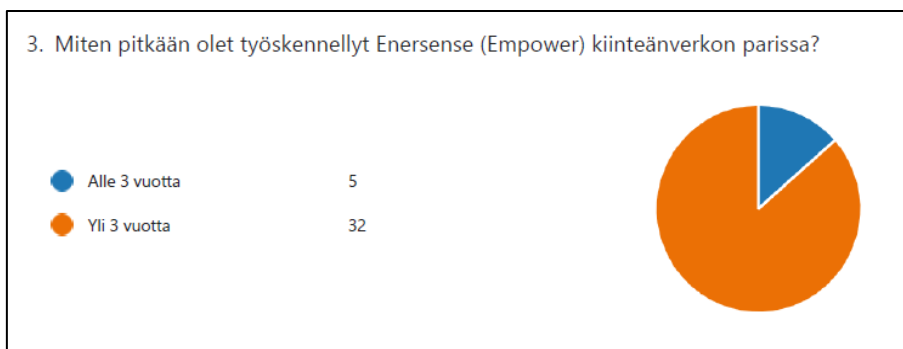 3. Miten pitkään olet työskennellyt Enersense (Empower) kiinteänverkon parissa?
Alle 3 vuotta 5
Yli 3 vuotta 32